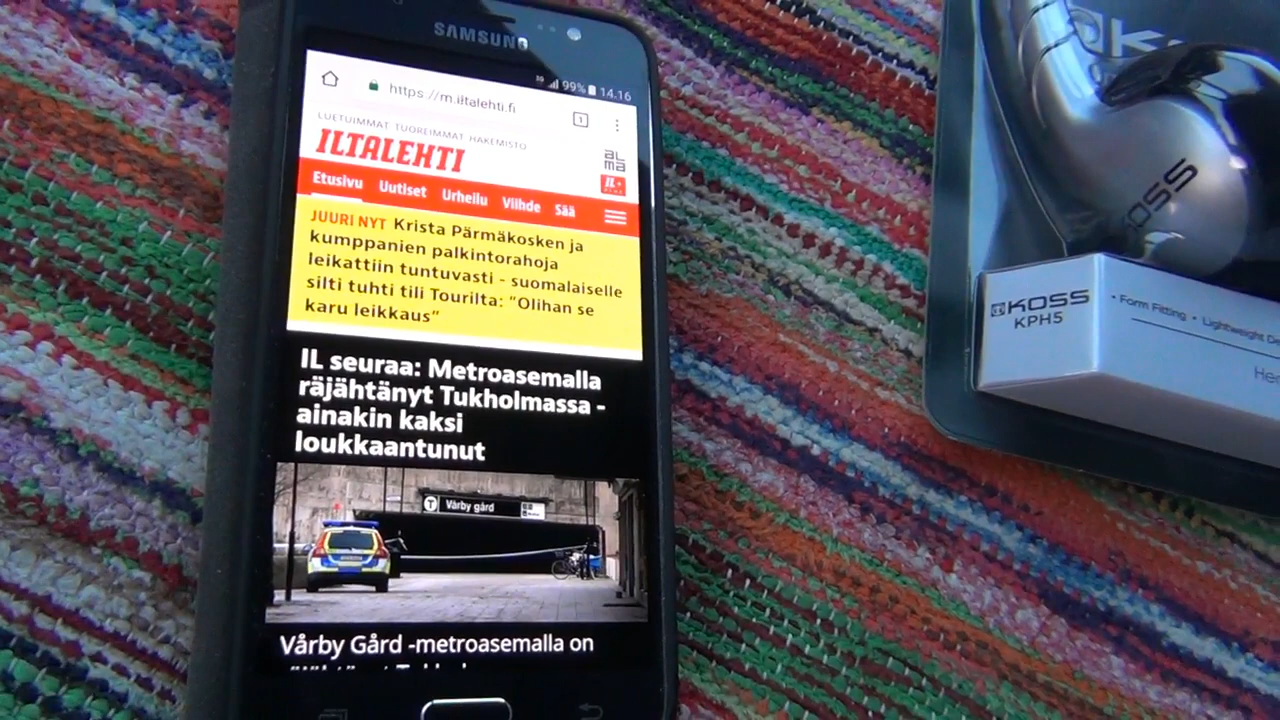 SAMSUNG
99% 14.16
https://m.iltalehti.fi
1
LUETUIMMAT TUOREIMMAT HAKEMISTO
ILTALEHTI
alma
IL+
Etusivu Uutiset Urheilu Viihde Sää
JUURI NYT Krista Pärmäkosken ja
kumppanien palkintorahoja
leikattiin tuntuvasti - suomalaiselle
silti tuhti tili Tourilta: ”Olihan se
karu leikkaus”
IL seuraa: Metroasemalla
räjähtänyt Tukholmassa -
ainakin kaksi
loukkaantunut
T Vårby gård
Vårby Gård -metroasemalla on
KOSS
KOSS
KPH5
• Form Fitting • Lightweight